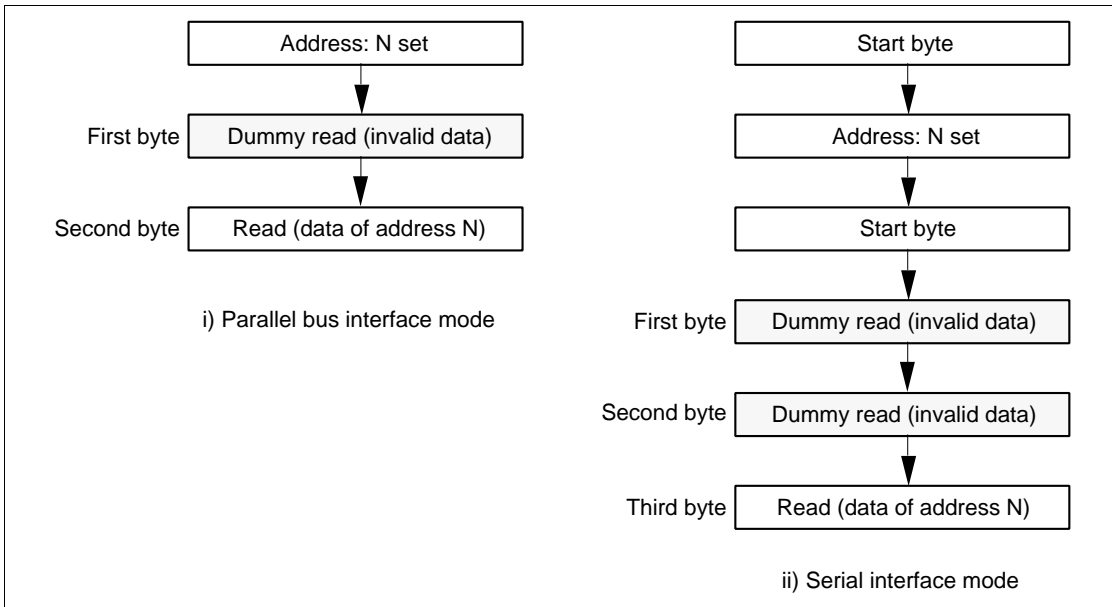 Address: N set
First byte Dummy read (invalid data)
Second byte Read (data of address N)
i) Parallel bus interface mode
Start byte
Address: N set
Start byte
First byte Dummy read (invalid data)
Second byte Dummy read (invalid data)
Third byte Read (data of address N)
ii) Serial interface mode